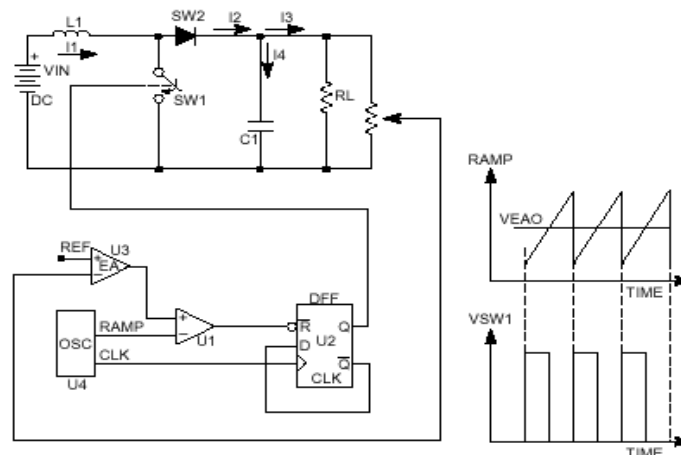 SW2
L1
I2
I3
I1
I4
+
VIN
DC
SW1
RL
C1
RAMP
VEAO
TIME
VSW1
TIME
REF
U3
+
EA
−
DFF
+
−
U1
R
Q
D
U2
Q
CLK
OSC
RAMP
CLK
U4